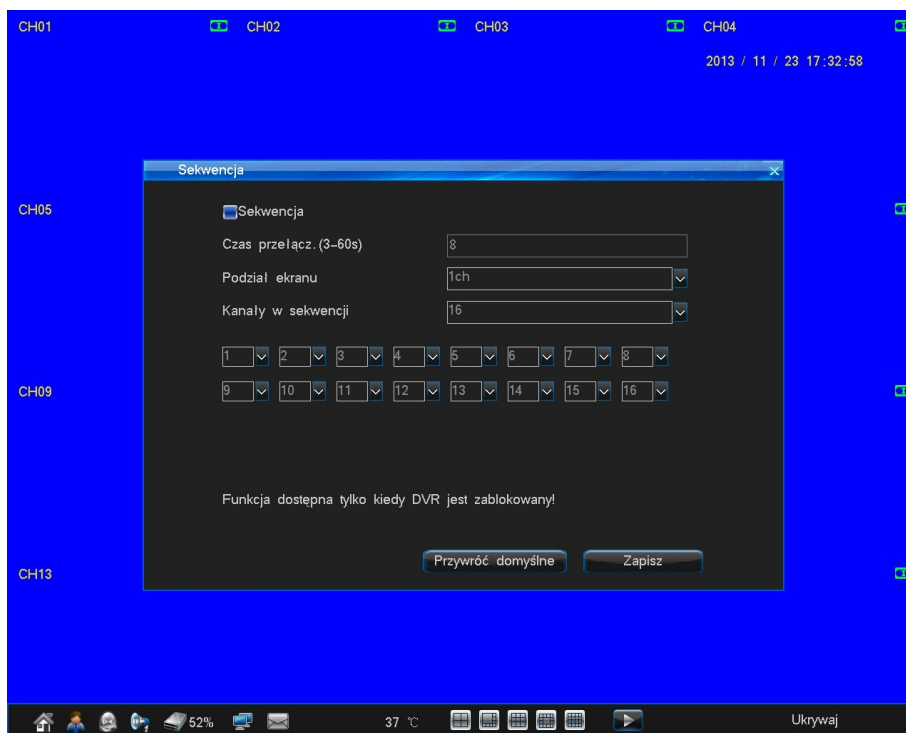 CH01 CH02 CH03 CH04
2013 / 11 / 23 17:32:58
Sekwencja
CH05
Sekwencja
Czas przełącz.(3-60s) 8
Podział ekranu 1ch
Kanały w sekwencji 16
1 2 3 4 5 6 7 8
CH09
9 10 11 12 13 14 15 16
Funkcja dostępna tylko kiedy DVR jest zablokowany!
Przywróć domyślne Zapisz
CH13
52% 37 ℃ Ukrywaj